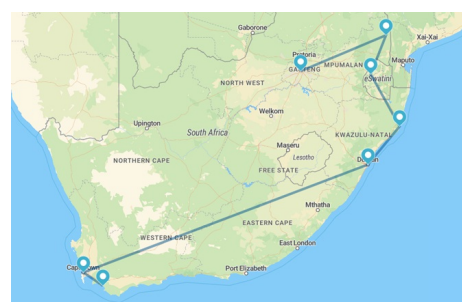 Gaborone
Xai-Xai
Pretoria
Maputo
GAUTENG
MPUMALAN
eSwatini
NORTH WEST
Welkom
Upington
South Africa
KWAZULU-NATAL
Maseru
Lesotho
NORTHERN CAPE
FREE STATE
Durban
Mthatha
EASTERN CAPE
WESTERN CAPE
East London
Cape Town
Port Elizabeth